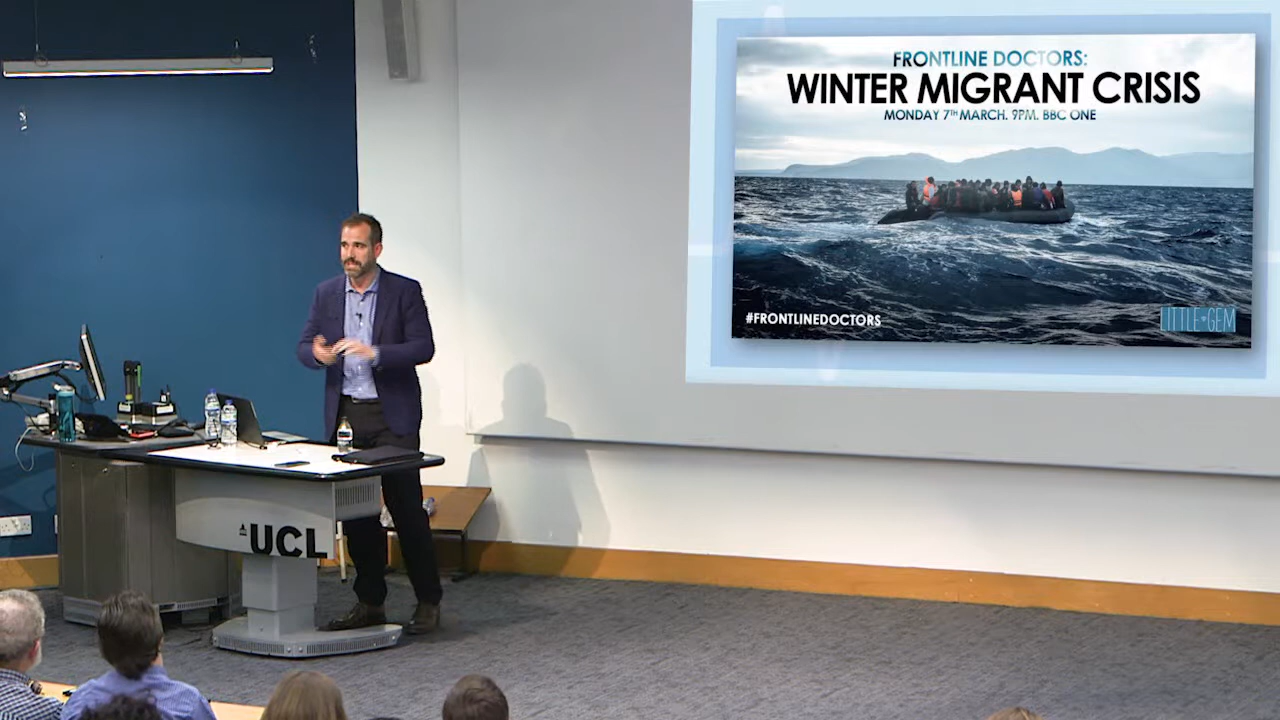 FRONTLINE DOCTORS:
WINTER MIGRANT CRISIS
MONDAY 7TH MARCH. 9PM. BBC ONE
#FRONTLINEDOCTORS
LITTLE GEM
UCL